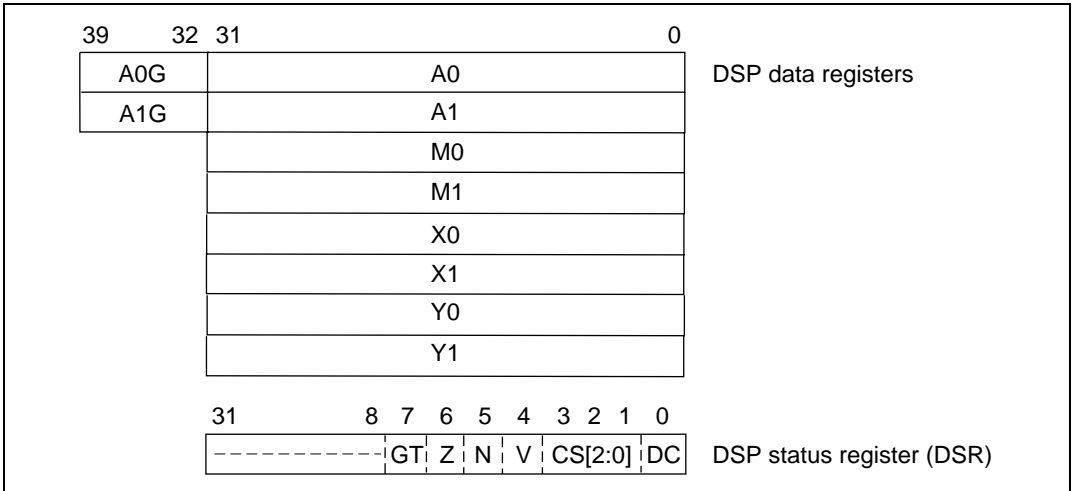 39 32 31 0
A0G A0 DSP data registers
A1G A1
M0
M1
X0
X1
Y0
Y1
31 8 7 6 5 4 3 2 1 0
GT Z N V CS[2:0] DC DSP status register (DSR)